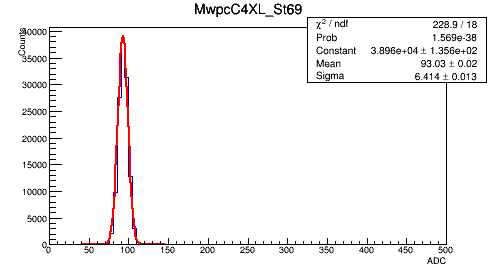 MwpcC4XL_St69
χ² / ndf 228.9 / 18
Prob 1.569e-38
Constant 3.896e+04 ± 1.356e+02
Mean 93.03 ± 0.02
Sigma 6.414 ± 0.013
Counts
40000
35000
30000
25000
20000
15000
10000
5000
0
0 50 100 150 200 250 300 350 400 450 500
ADC